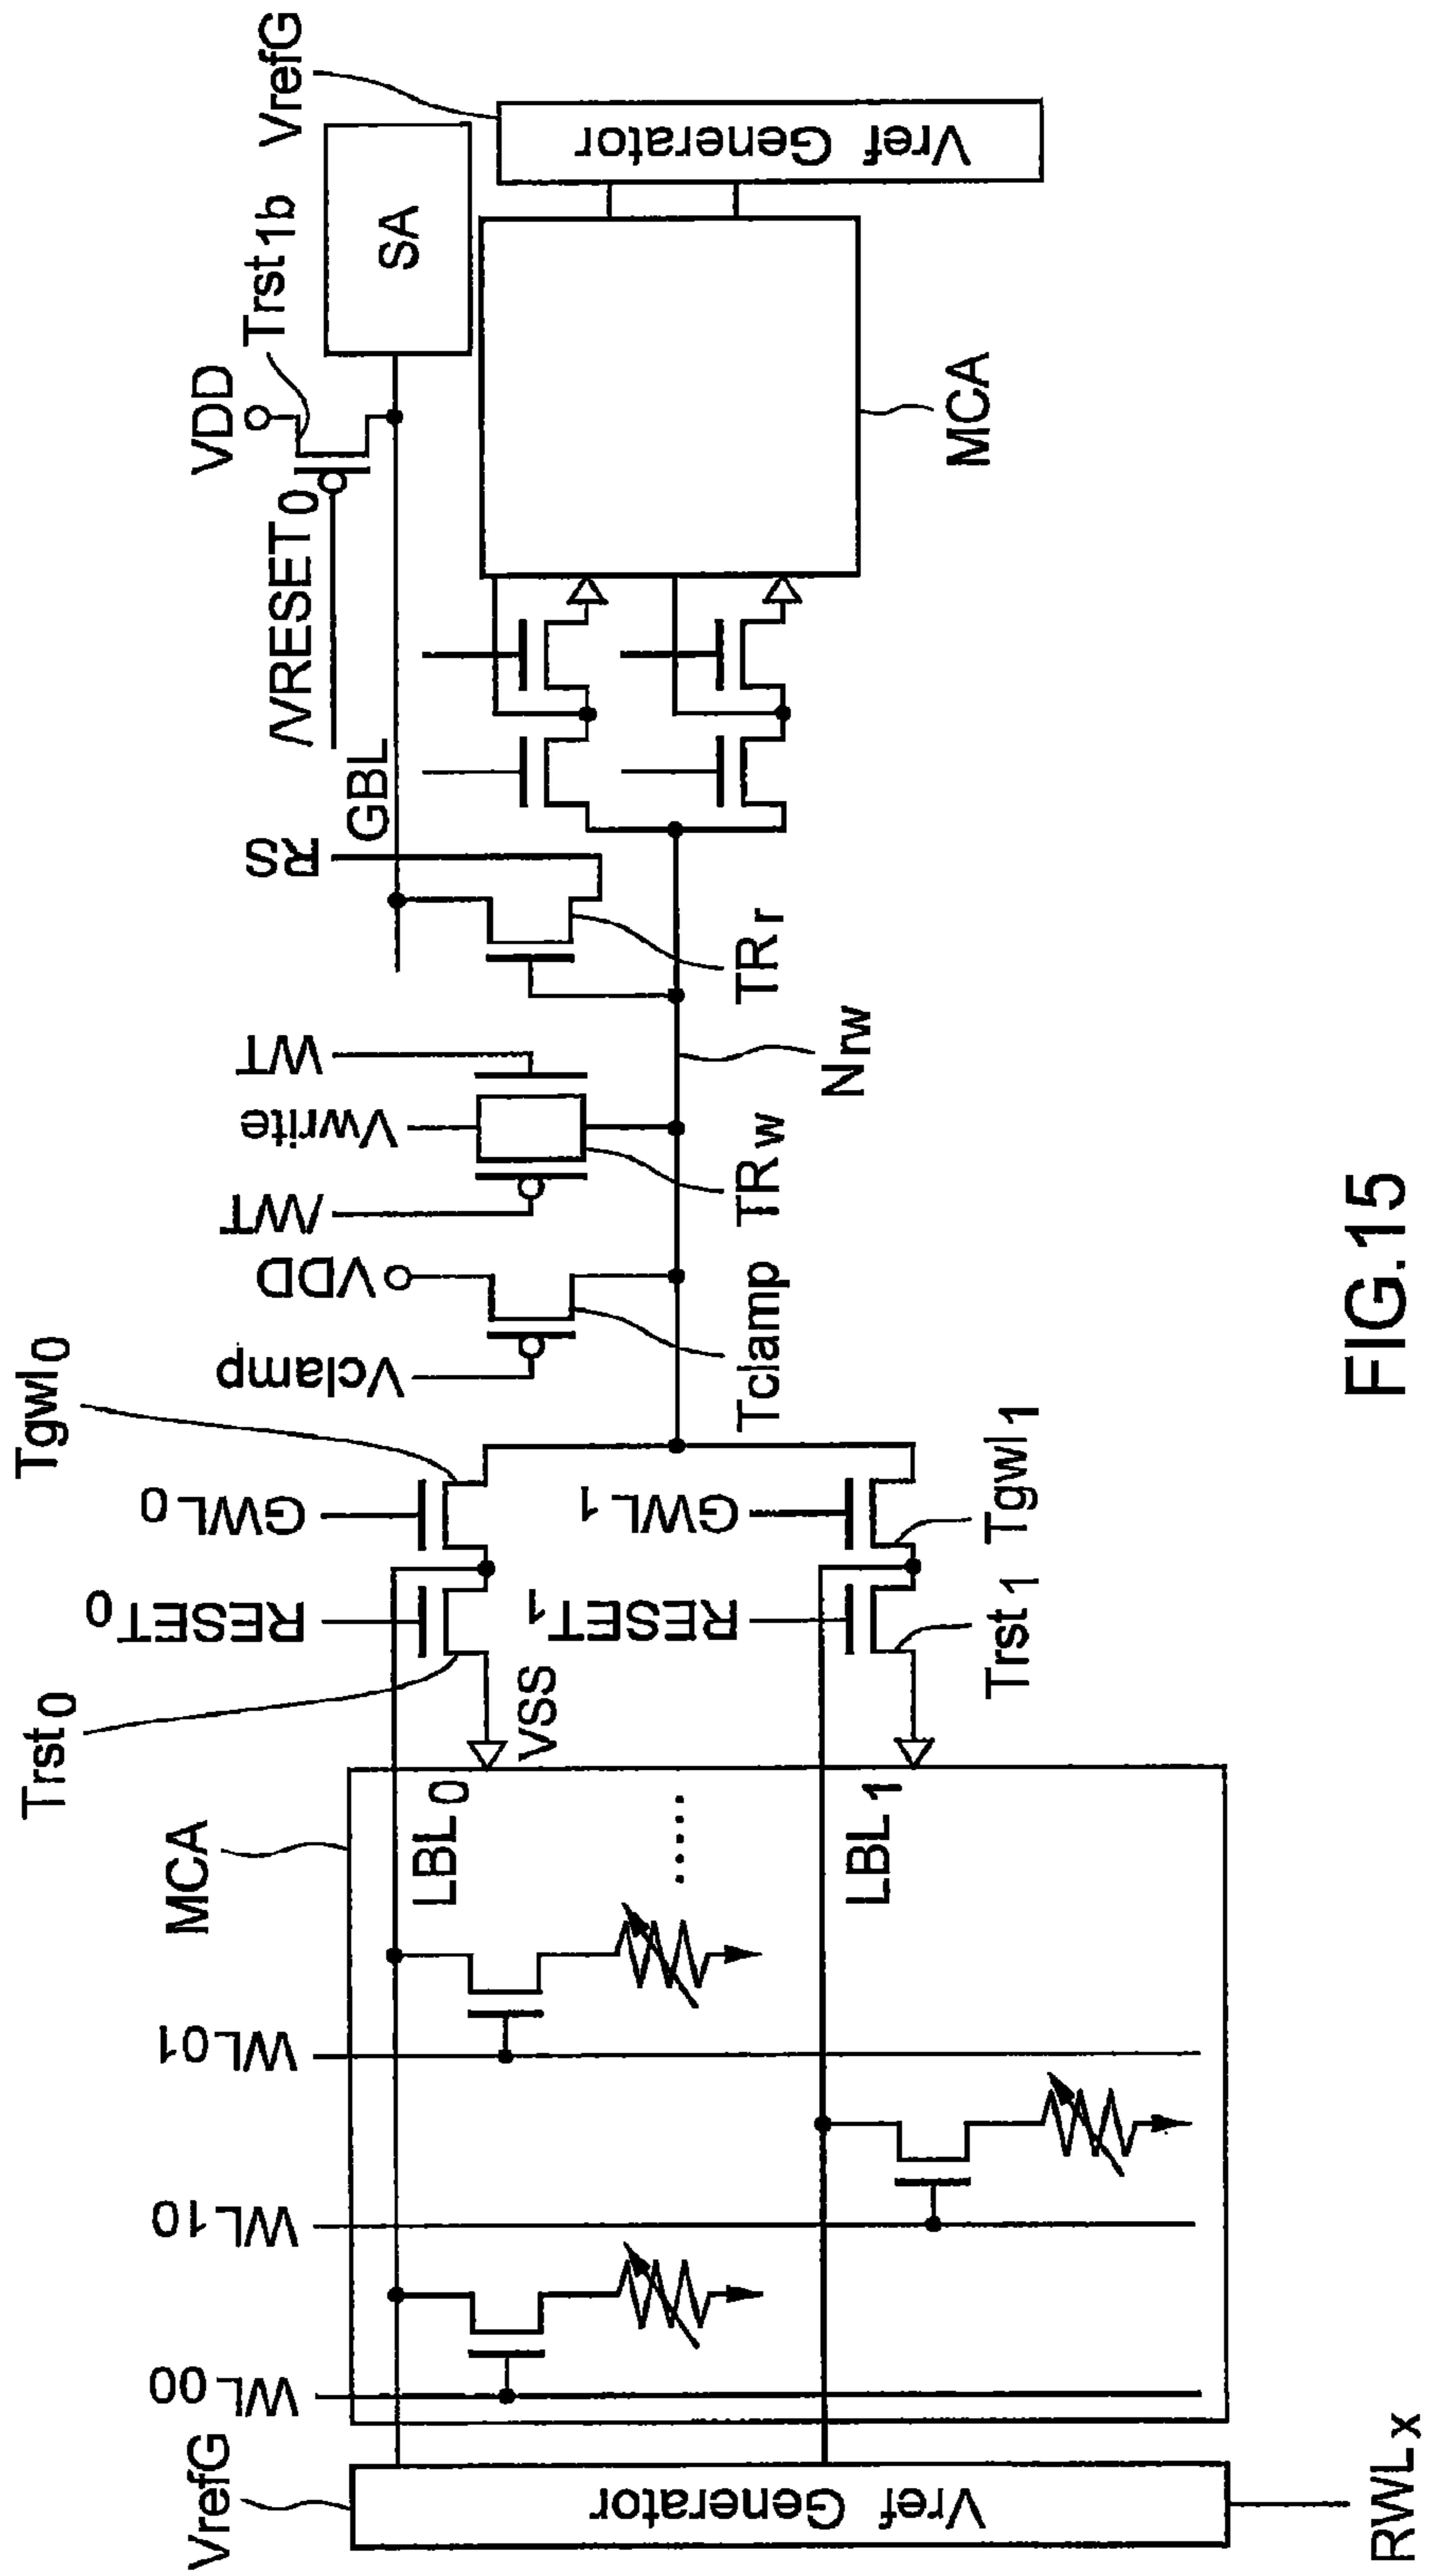 VrefG
Vref Generator
RWLx
WL00
WL10
WL01
MCA
LBL0
LBL1
.....
Trst0
RESET0
GWL0
Tgwl0
VSS
RESET1
GWL1
Trst1
Tgwl1
Vclamp
VDD
Tclamp
/WT
Vwrite
WT
TRw
Nrw
RS
TRr
GBL
/VRESET0
VDD
Trst1b
SA
MCA
VrefG
Vref Generator
FIG.15